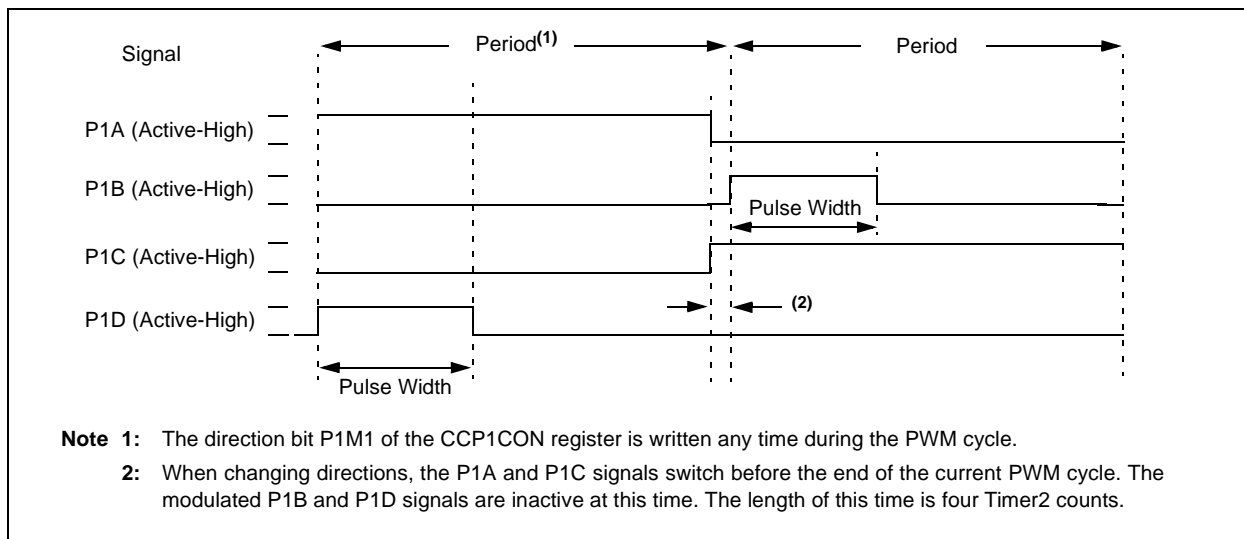 Signal
Period(1)
Period
P1A (Active-High)
P1B (Active-High)
Pulse Width
P1C (Active-High)
(2)
P1D (Active-High)
Pulse Width
Note 1: The direction bit P1M1 of the CCP1CON register is written any time during the PWM cycle.
2: When changing directions, the P1A and P1C signals switch before the end of the current PWM cycle. The
modulated P1B and P1D signals are inactive at this time. The length of this time is four Timer2 counts.